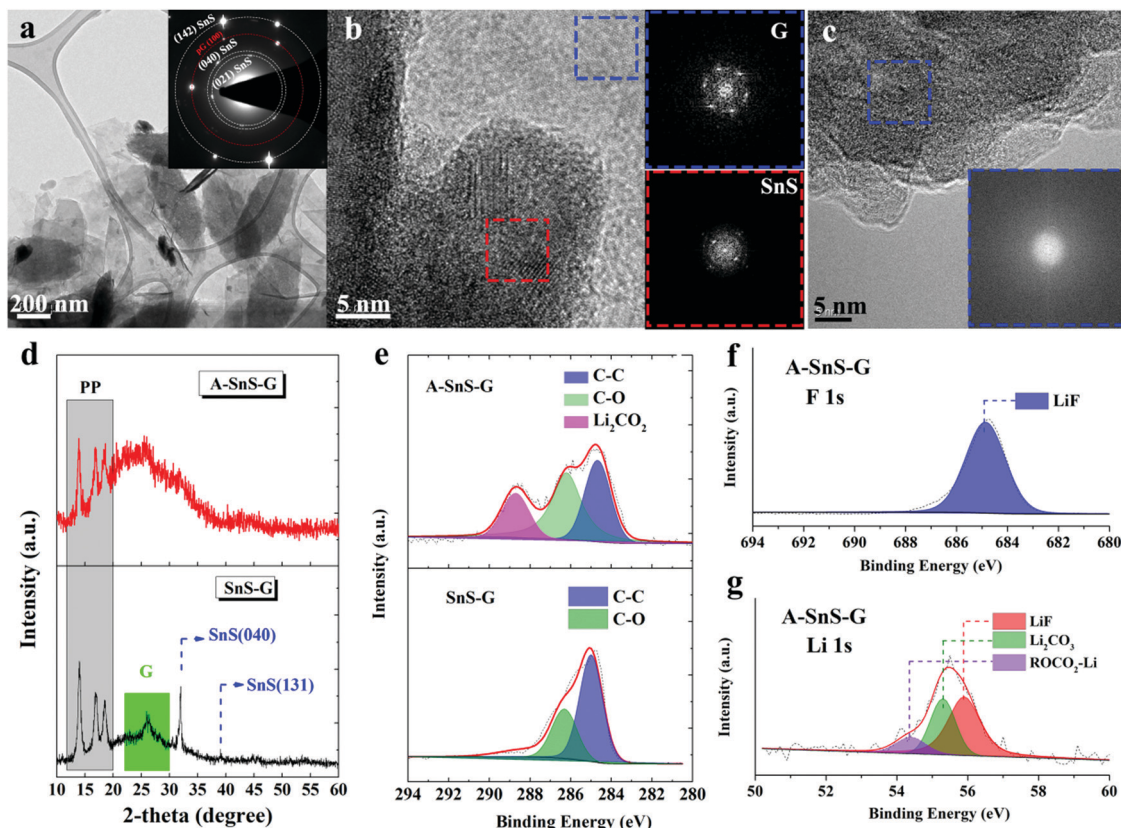 a
(142) SnS
pG (100)
(040) SnS
(021) SnS
200 nm
b
5 nm
G
SnS
c
5 nm
d
PP
A-SnS-G
SnS-G
SnS(040)
SnS(131)
G
Intensity (a.u.)
10 15 20 25 30 35 40 45 50 55 60
2-theta (degree)
e
A-SnS-G
C-C
C-O
Li₂CO₂
SnS-G
C-C
C-O
Intensity (a.u.)
294 292 290 288 286 284 282 280
Binding Energy (eV)
f
A-SnS-G
F 1s
LiF
Intensity (a.u.)
694 692 690 688 686 684 682 680
Binding Energy (eV)
g
A-SnS-G
Li 1s
LiF
Li₂CO₃
ROCO₂-Li
Intensity (a.u.)
50 52 54 56 58 60
Binding Energy (eV)